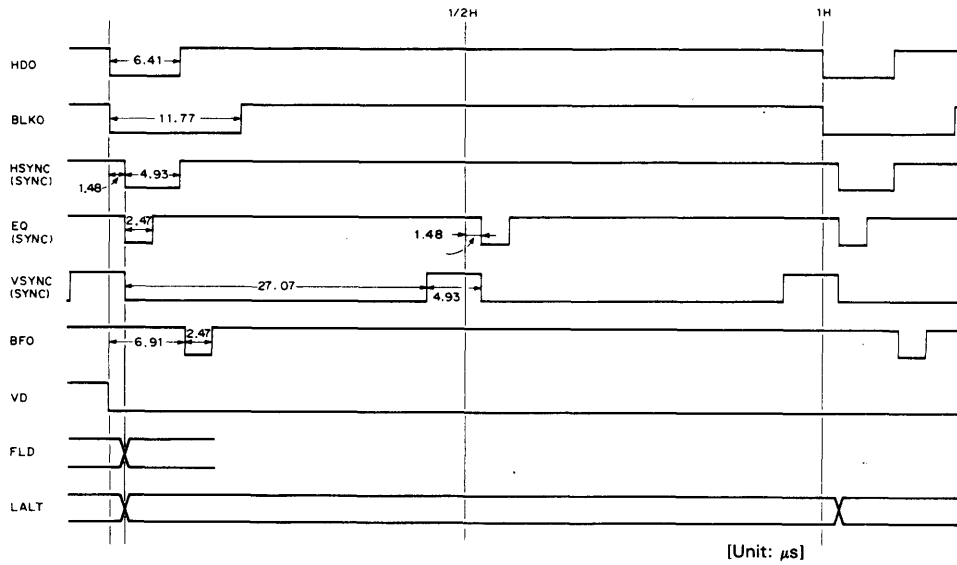 1/2H
1H
HDO
6.41
BLKO
11.77
HSYNC
(SYNC)
1.48
4.93
EQ
(SYNC)
2.47
1.48
VSYNC
(SYNC)
27.07
4.93
BFO
6.91
2.47
VD
FLD
LALT
[Unit: μs]